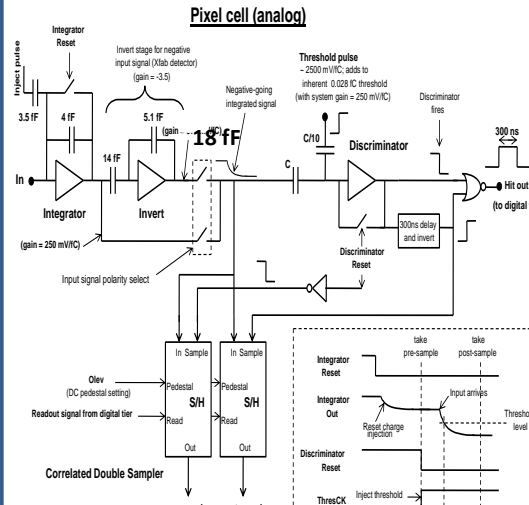 Pixel cell (analog)
Integrator
Reset
Invert stage for negative
input signal (Xfab detector)
(gain = -3.5)
Threshold pulse
~ 2500 mV/fC; adds to
inherent 0.028 fC threshold
(with system gain = 250 mV/fC)
Inject pulse
Negative-going
integrated signal
Discriminator
fires
3.5 fF
4 fF
5.1 fF
(gain
/fC)
18 fF
C/10
Discriminator
300 ns
14 fF
C
In
Hit out
(to digital
Integrator
Invert
300ns delay
and invert
(gain = 250 mV/fC)
Discriminator
Reset
Input signal polarity select
In Sample
In Sample
take
pre-sample
take
post-sample
Integrator
Reset
Olev
(DC pedestal setting)
Pedestal
S/H
Pedestal
S/H
Integrator
Out
Input arrives
Readout signal from digital tier
Read
Read
Reset charge
injection
Thresho
level
Out
Out
Discriminator
Reset
Correlated Double Sampler
ThresCK
Inject threshold